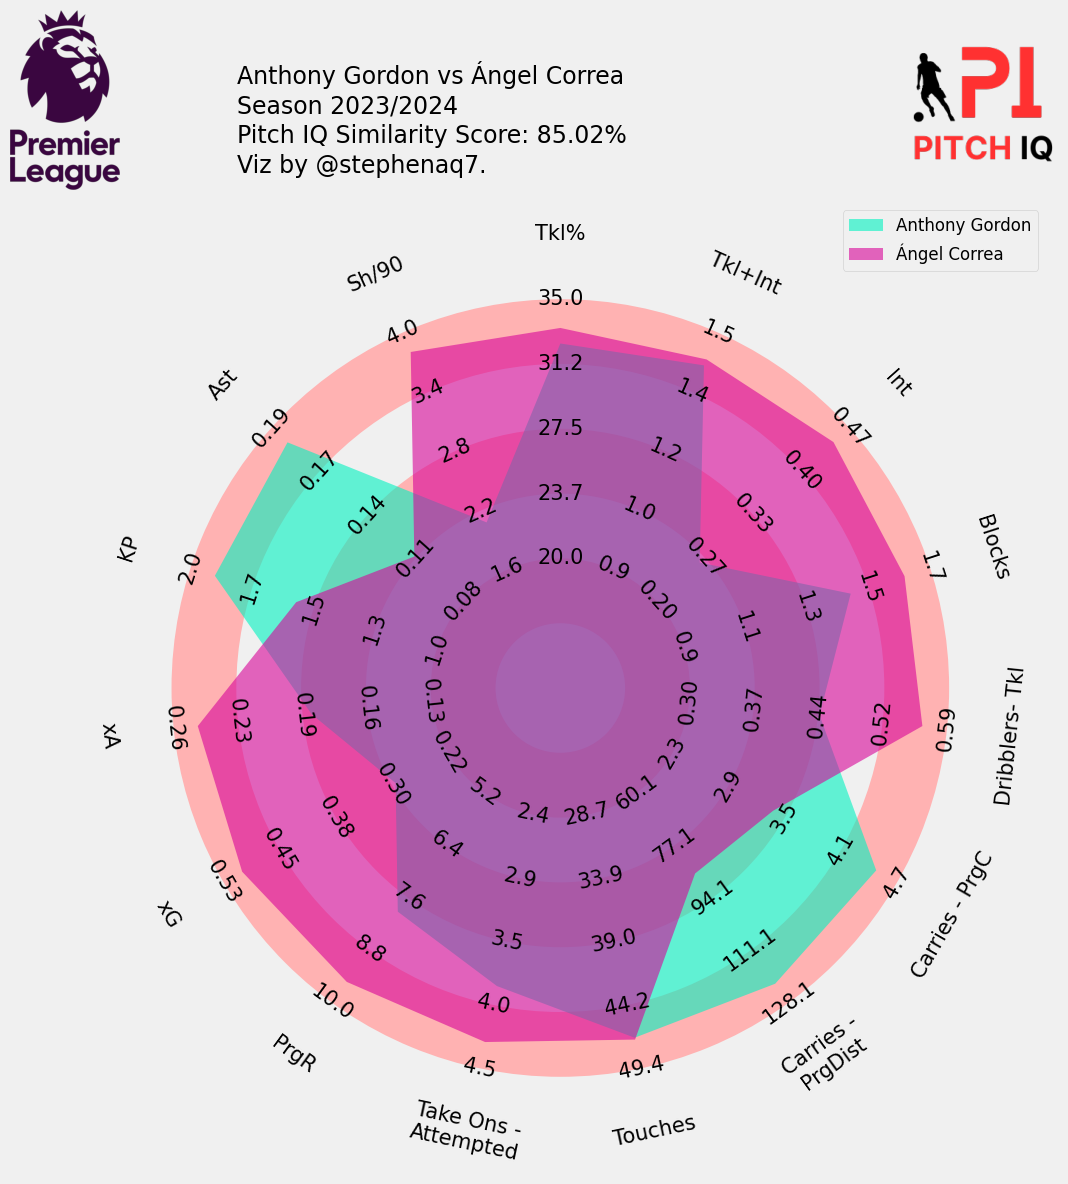 Premier
League
Anthony Gordon vs Ángel Correa
Season 2023/2024
Pitch IQ Similarity Score: 85.02%
Viz by @stephenaq7.
PI
PITCH IQ
Anthony Gordon
Ángel Correa
Tkl%
35.0
31.2
27.5
23.7
20.0
Tkl+Int
1.5
1.4
1.2
1.0
0.9
Int
0.47
0.40
0.33
0.27
0.20
Blocks
1.7
1.5
1.3
1.1
0.9
Dribblers- Tkl
0.59
0.52
0.44
0.37
0.30
Carries - PrgC
4.7
4.1
3.5
2.9
2.3
Carries -
PrgDist
128.1
111.1
94.1
77.1
60.1
Touches
49.4
44.2
39.0
33.9
28.7
Take Ons -
Attempted
4.5
4.0
3.5
2.9
2.4
PrgR
10.0
8.8
7.6
6.4
5.2
xG
0.53
0.45
0.38
0.30
0.22
xA
0.26
0.23
0.19
0.16
0.13
KP
2.0
1.7
1.5
1.3
1.0
Ast
0.19
0.17
0.14
0.11
0.08
Sh/90
4.0
3.4
2.8
2.2
1.6